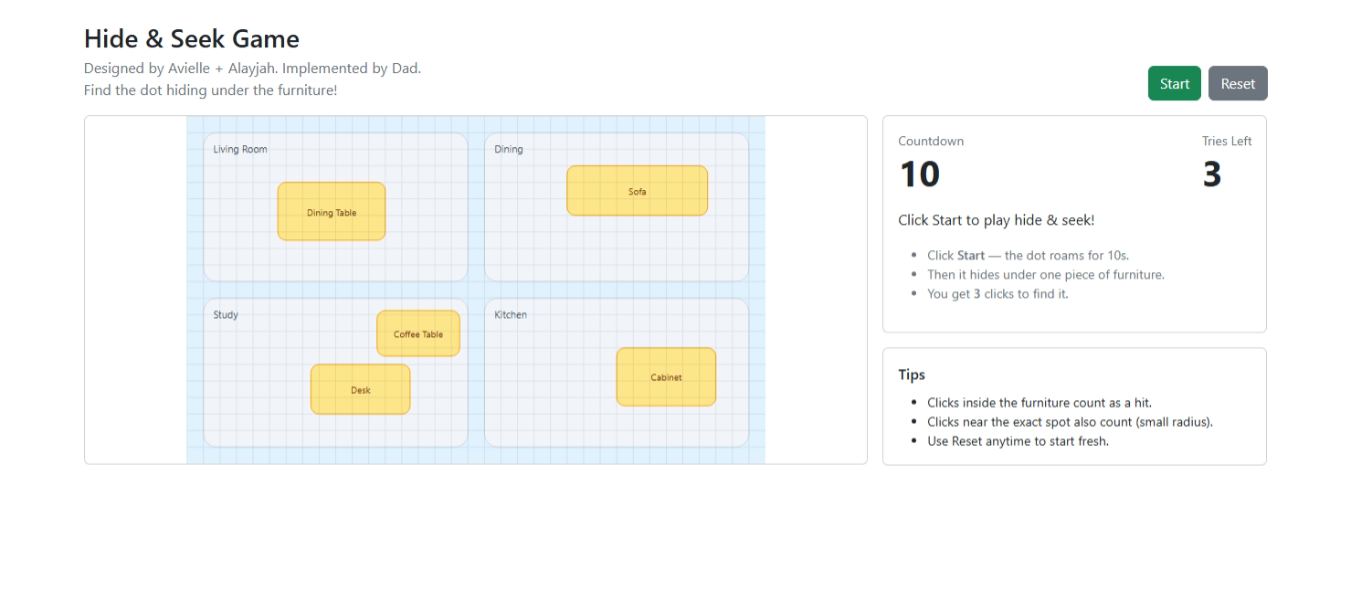 Hide & Seek Game
Designed by Avielle + Alayjah. Implemented by Dad.
Find the dot hiding under the furniture!
Start
Reset
Living Room
Dining Table
Dining
Sofa
Study
Coffee Table
Desk
Kitchen
Cabinet
Countdown
Tries Left
10
3
Click Start to play hide & seek!
• Click Start — the dot roams for 10s.
• Then it hides under one piece of furniture.
• You get 3 clicks to find it.
Tips
• Clicks inside the furniture count as a hit.
• Clicks near the exact spot also count (small radius).
• Use Reset anytime to start fresh.